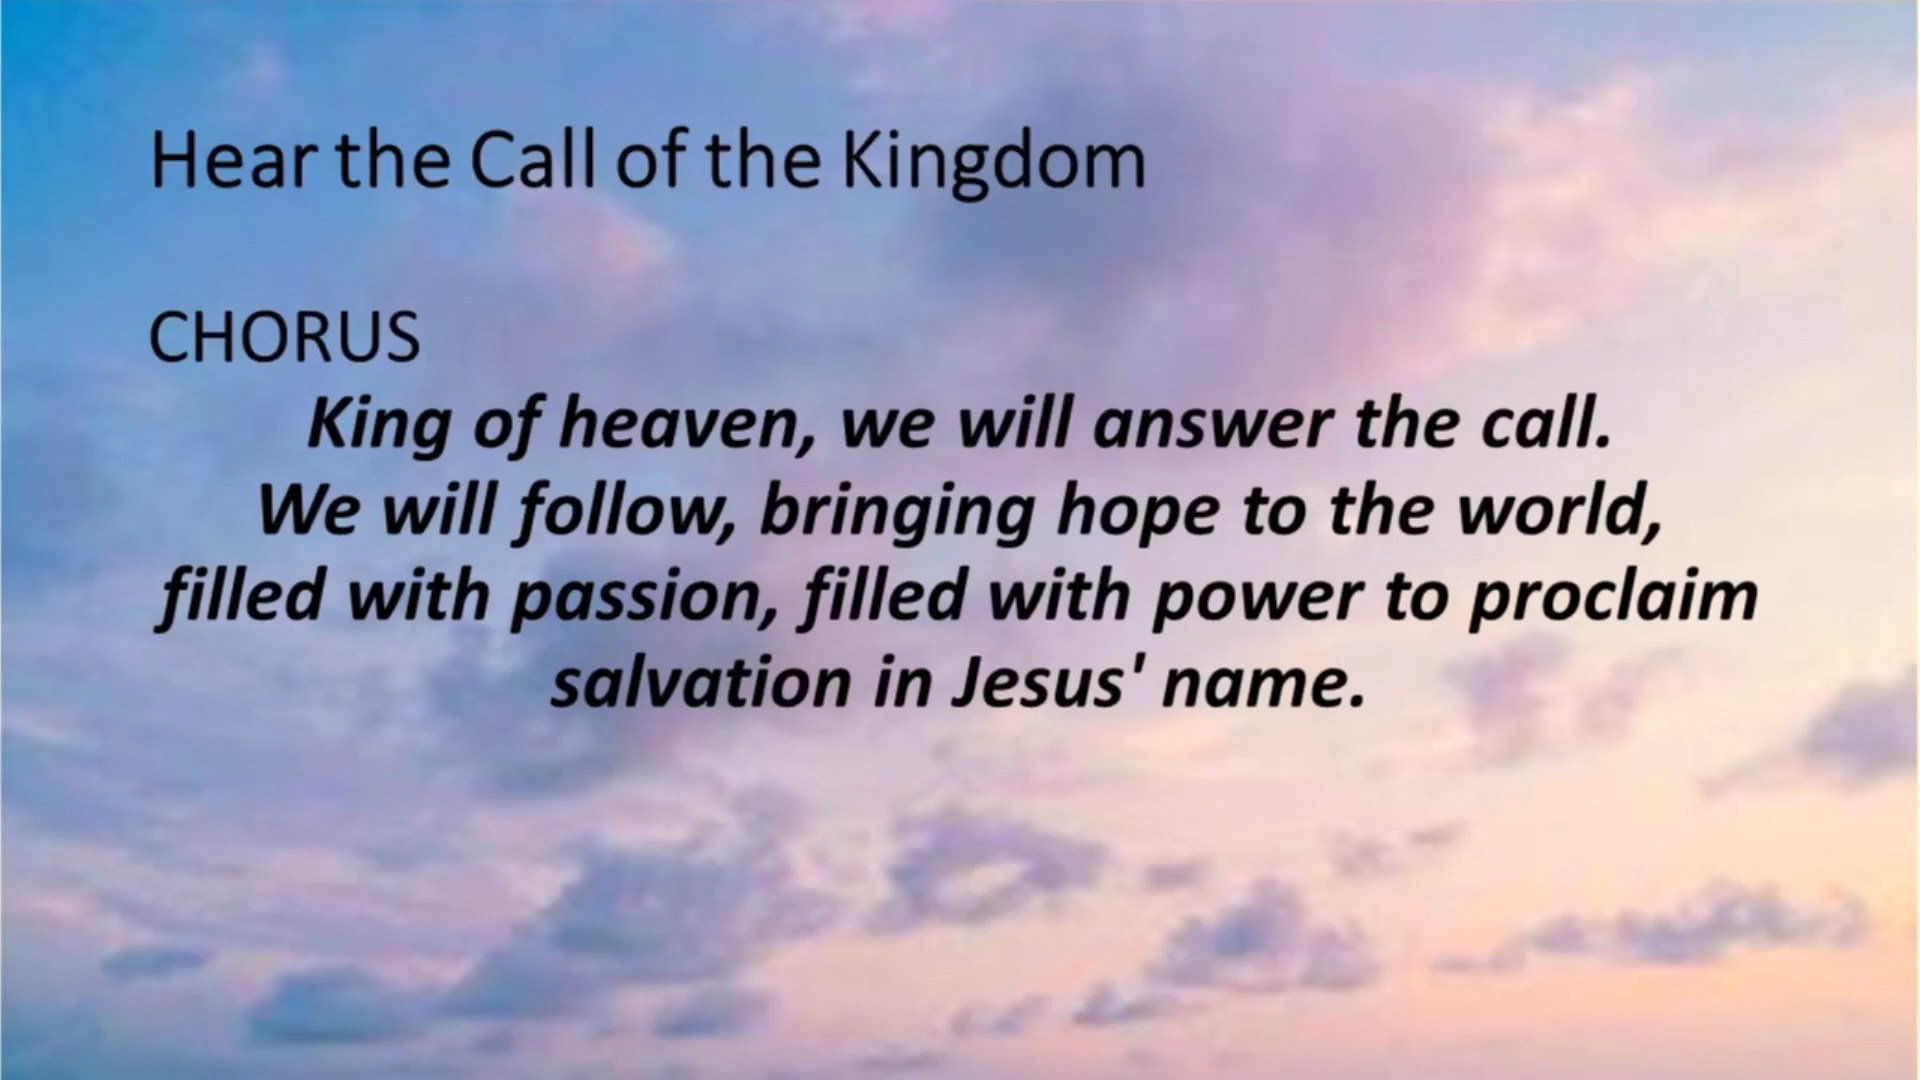 Hear the Call of the Kingdom
CHORUS
King of heaven, we will answer the call.
We will follow, bringing hope to the world,
filled with passion, filled with power to proclaim
salvation in Jesus' name.